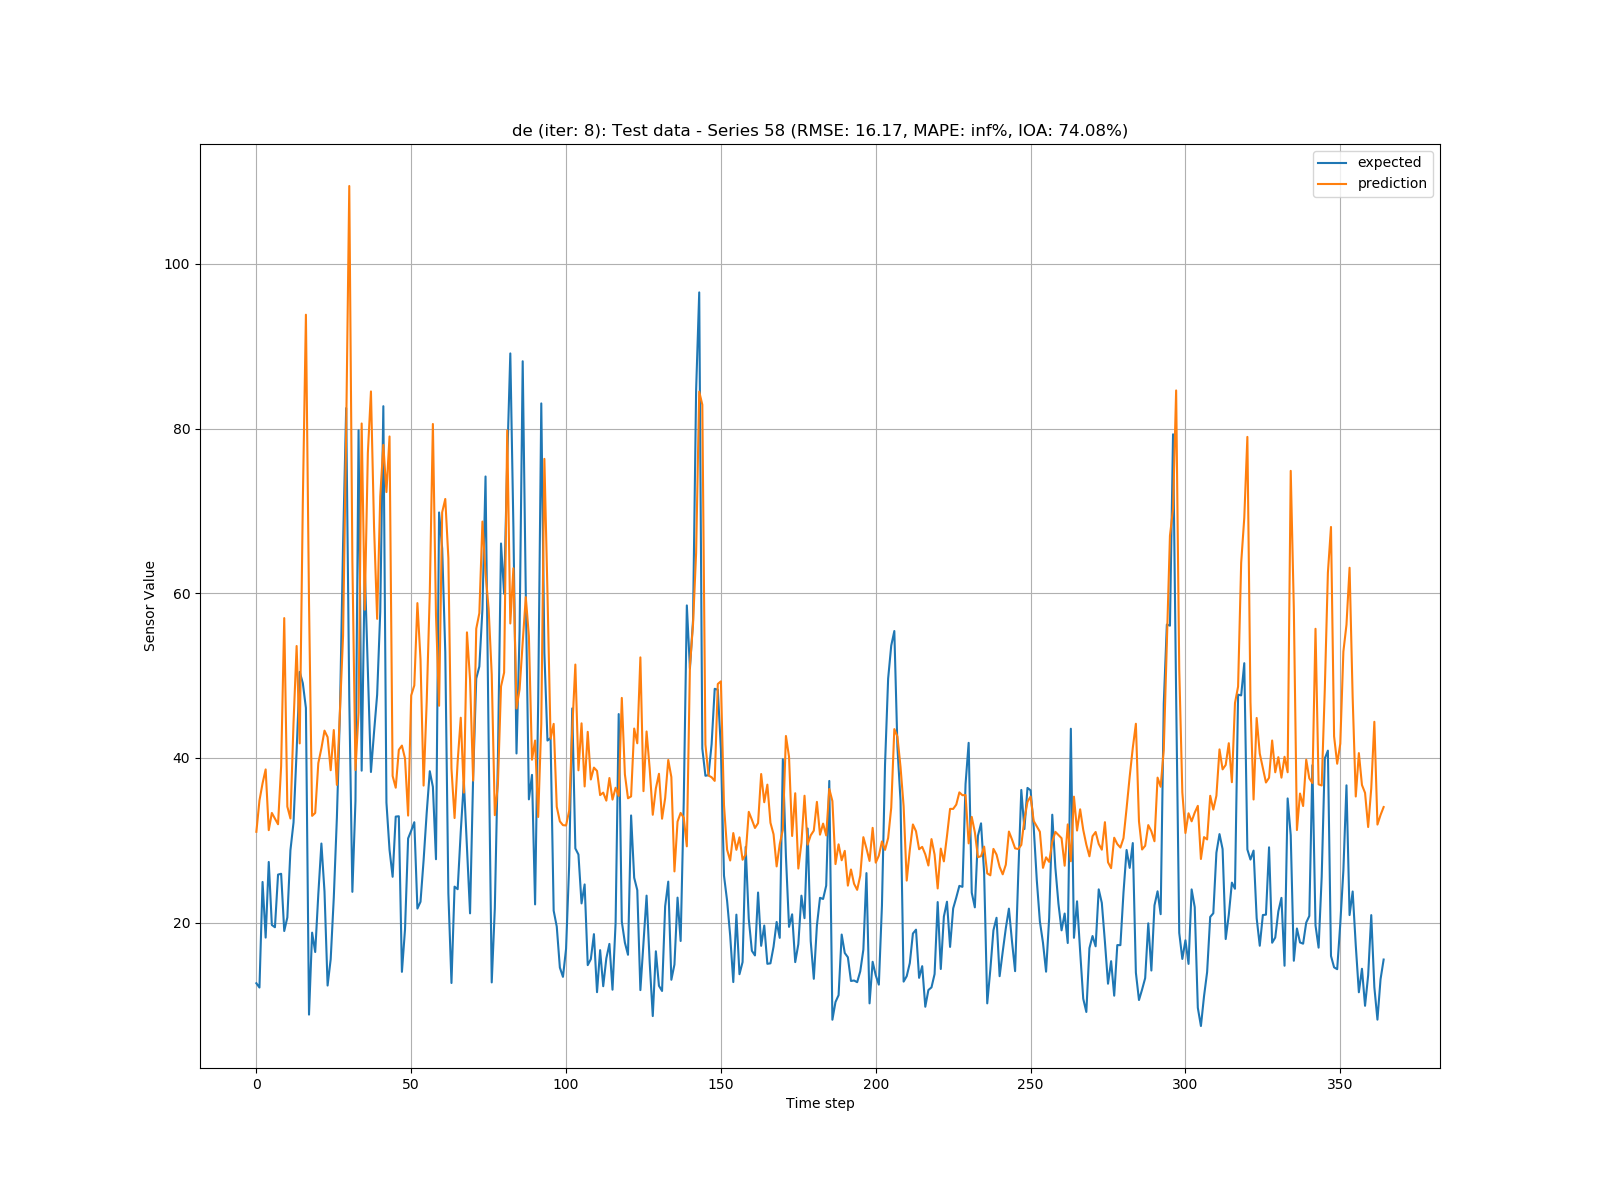 de (iter: 8): Test data - Series 58 (RMSE: 16.17, MAPE: inf%, IOA: 74.08%)
expected
prediction
100
80
60
40
20
Sensor Value
0 50 100 150 200 250 300 350
Time step